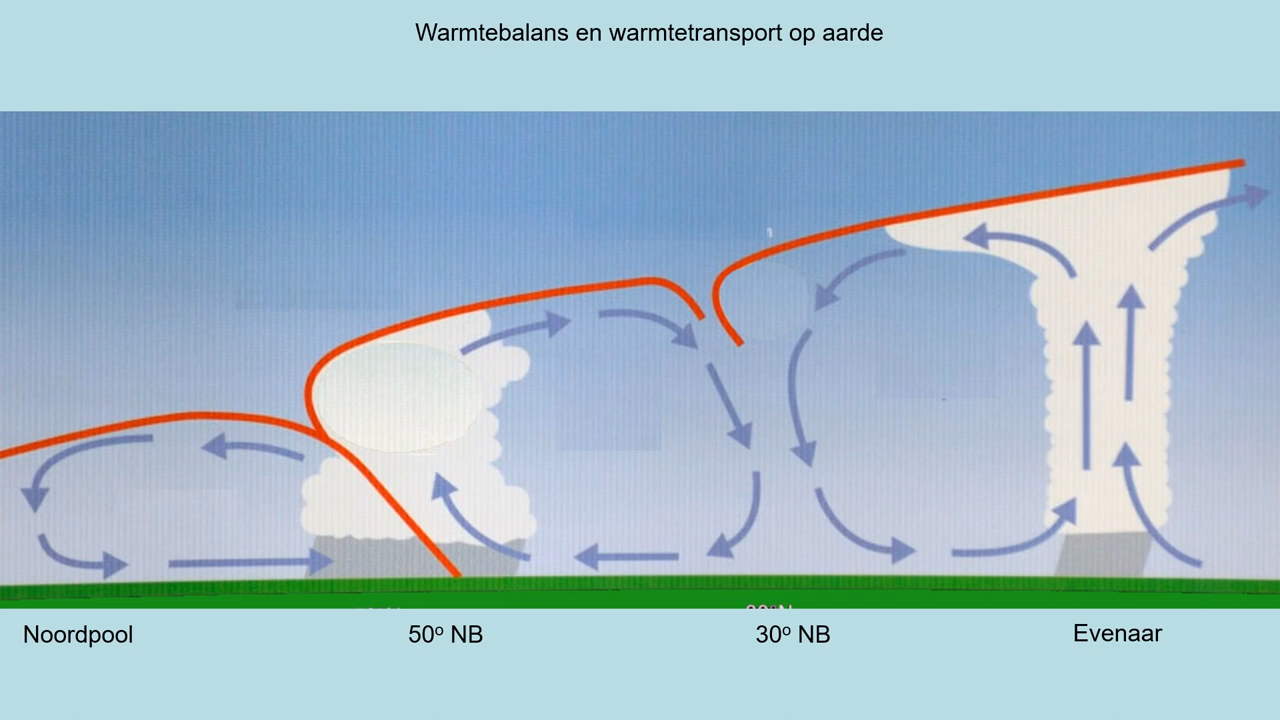 Warmtebalans en warmtetransport op aarde
Noordpool
50º NB
30º NB
Evenaar